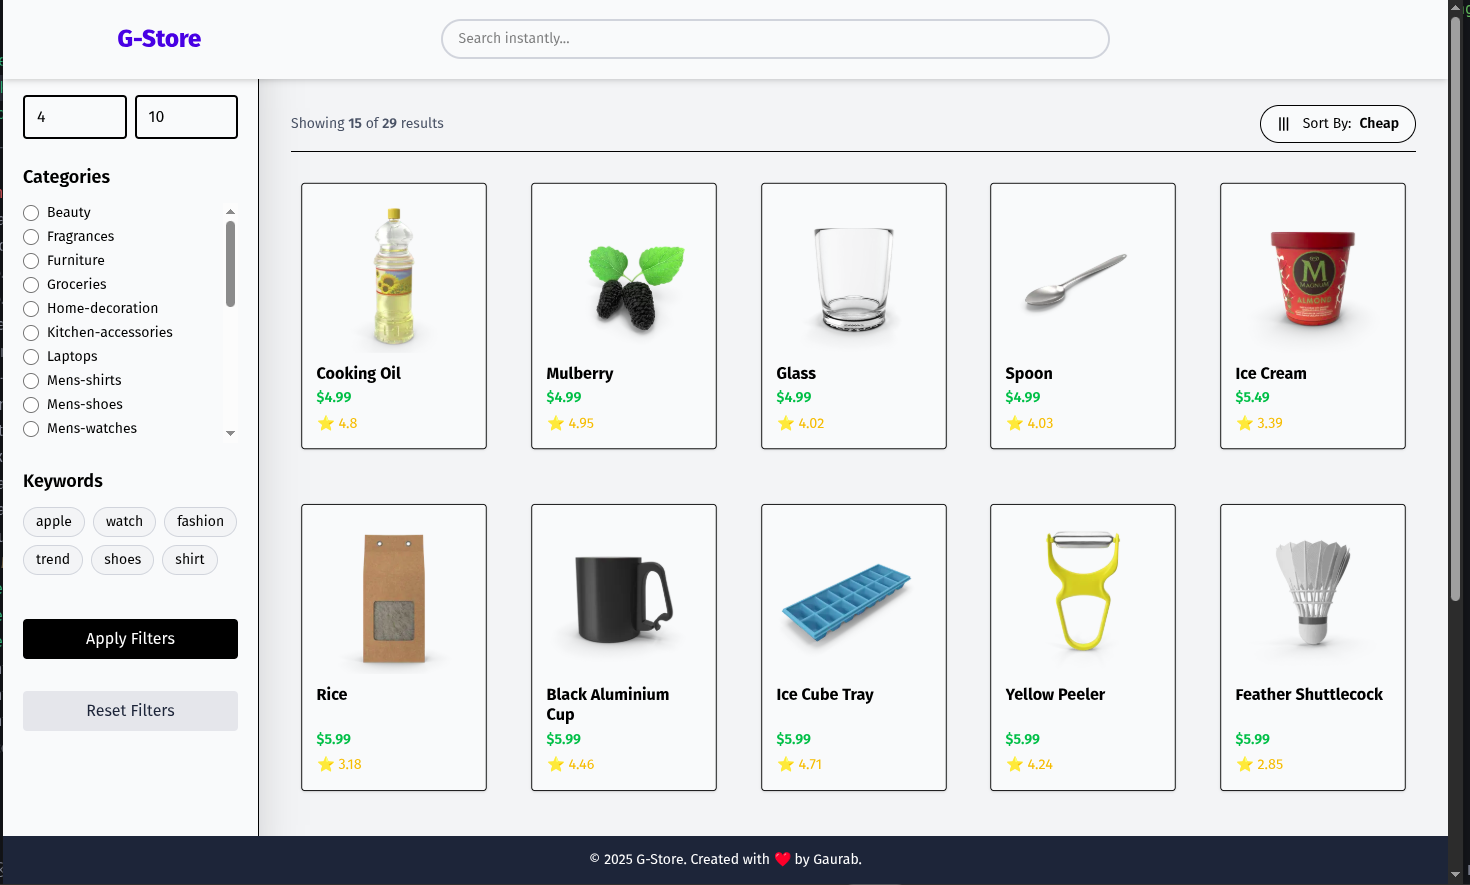 G-Store
Search instantly...
4
10
Categories
Beauty
Fragrances
Furniture
Groceries
Home-decoration
Kitchen-accessories
Laptops
Mens-shirts
Mens-shoes
Mens-watches
Keywords
apple
watch
fashion
trend
shoes
shirt
Apply Filters
Reset Filters
Showing 15 of 29 results
Sort By: Cheap
Cooking Oil
$4.99
4.8
Mulberry
$4.99
4.95
Glass
$4.99
4.02
Spoon
$4.99
4.03
M
MAGNUM
ALMOND
Ice Cream
$5.49
3.39
Rice
$5.99
3.18
Black Aluminium
Cup
$5.99
4.46
Ice Cube Tray
$5.99
4.71
Yellow Peeler
$5.99
4.24
Feather Shuttlecock
$5.99
2.85
© 2025 G-Store. Created with ❤️ by Gaurab.